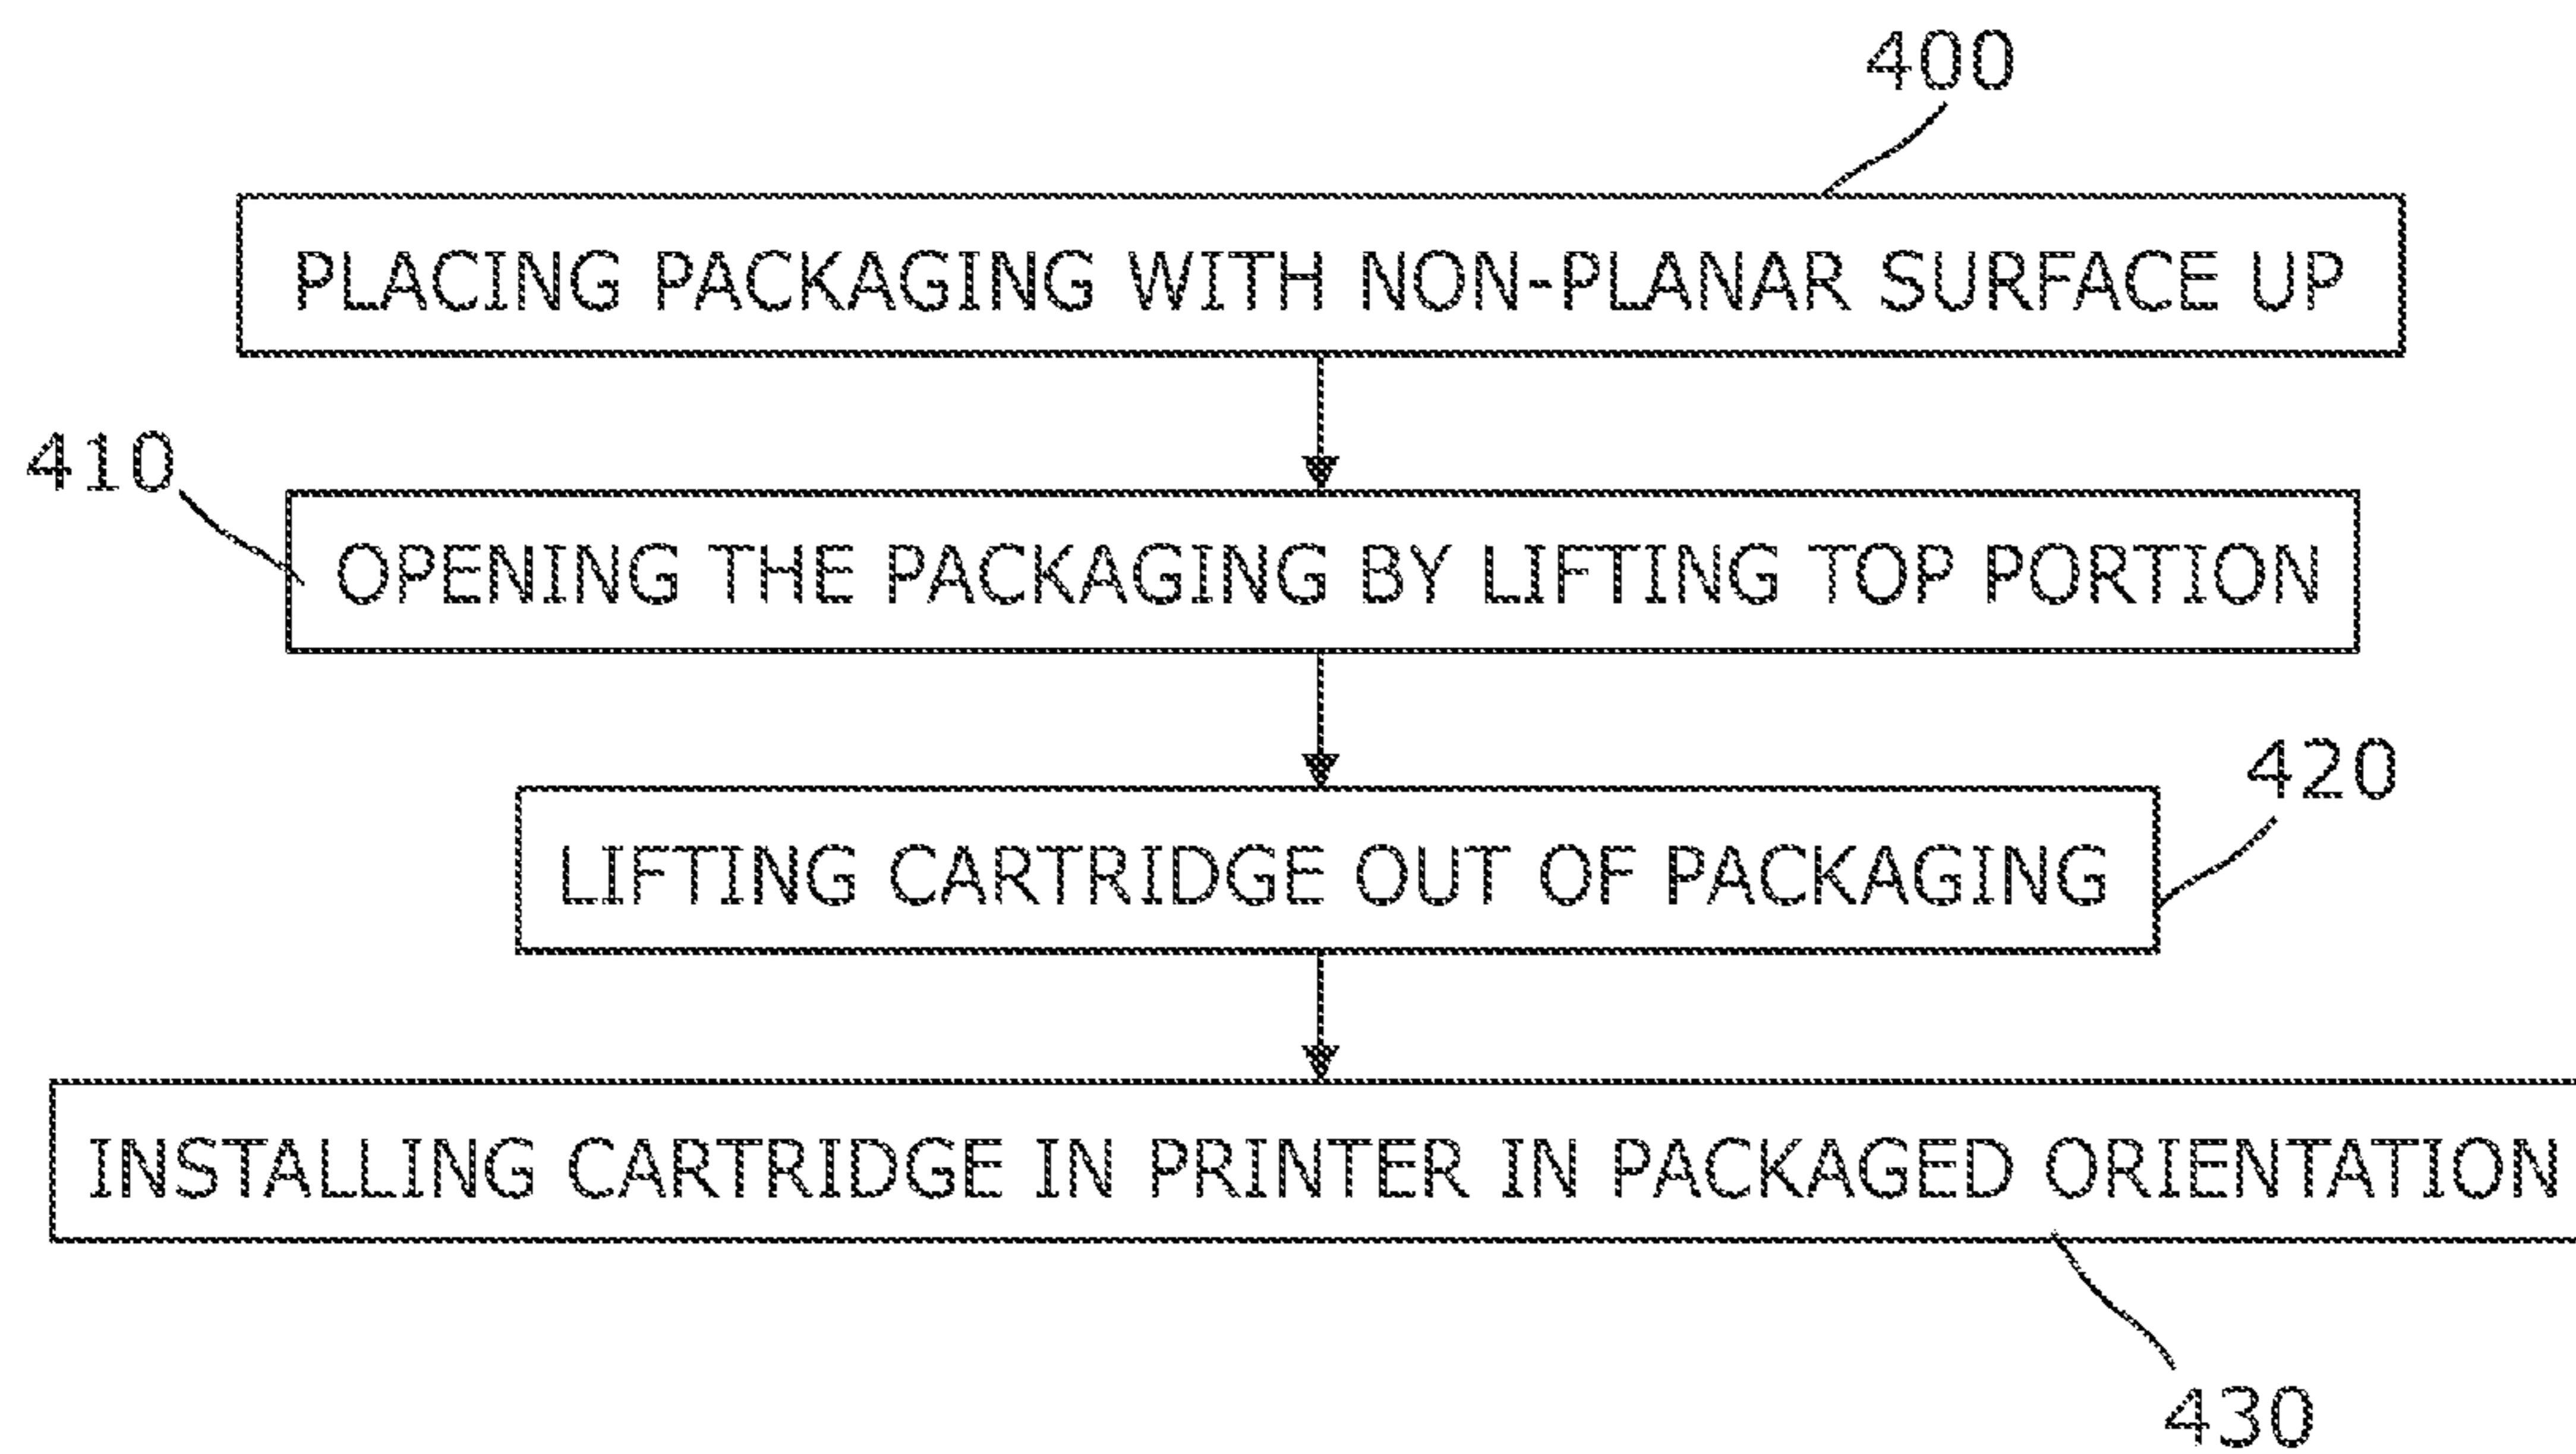 400
PLACING PACKAGING WITH NON-PLANAR SURFACE UP
410
OPENING THE PACKAGING BY LIFTING TOP PORTION
420
LIFTING CARTRIDGE OUT OF PACKAGING
INSTALLING CARTRIDGE IN PRINTER IN PACKAGED ORIENTATION
430